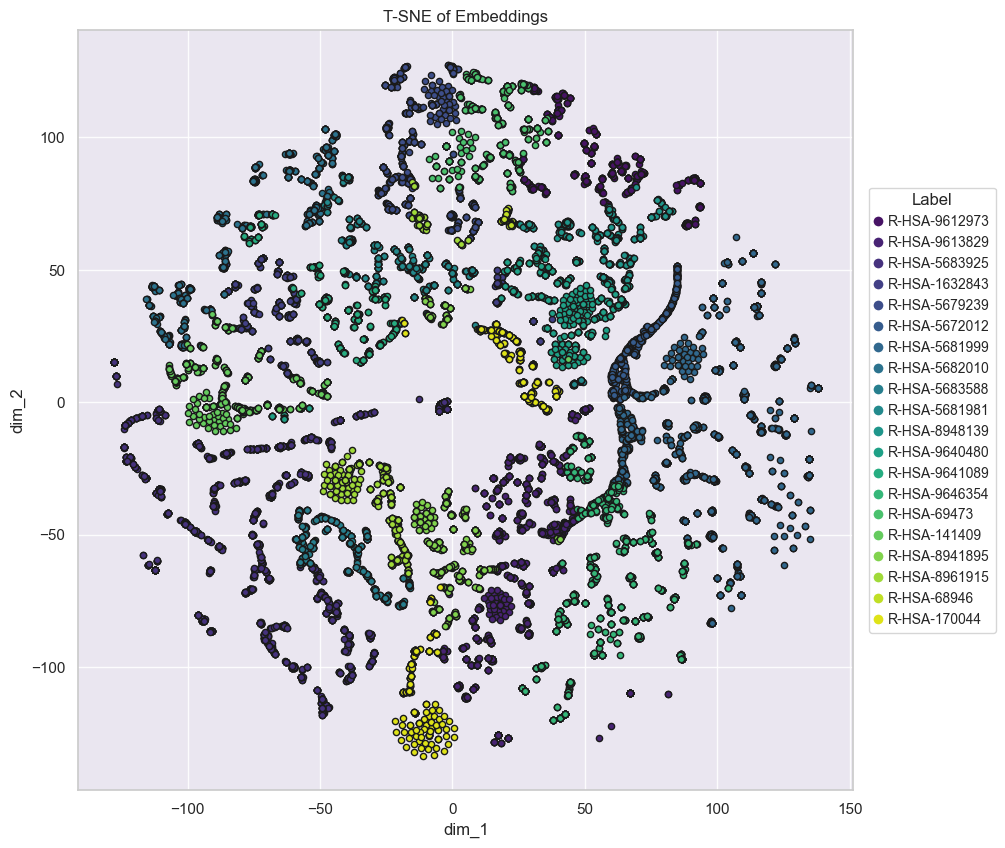 T-SNE of Embeddings
100
50
0
−50
−100
dim_2
−100
−50
0
50
100
150
dim_1
Label
R-HSA-9612973
R-HSA-9613829
R-HSA-5683925
R-HSA-1632843
R-HSA-5679239
R-HSA-5672012
R-HSA-5681999
R-HSA-5682010
R-HSA-5683588
R-HSA-5681981
R-HSA-8948139
R-HSA-9640480
R-HSA-9641089
R-HSA-9646354
R-HSA-69473
R-HSA-141409
R-HSA-8941895
R-HSA-8961915
R-HSA-68946
R-HSA-170044